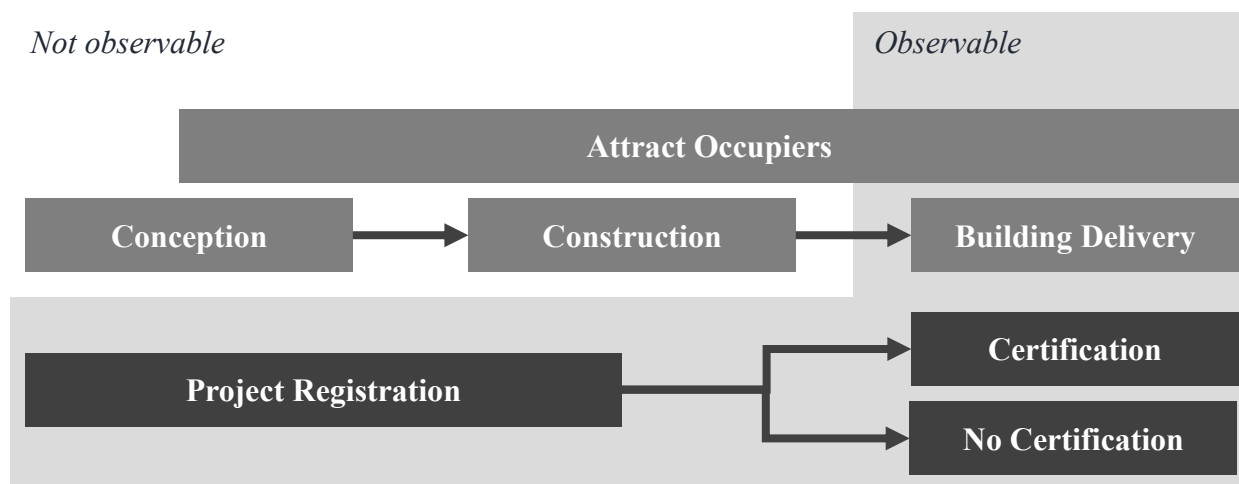 Not observable
Observable
Attract Occupiers
Conception
Construction
Building Delivery
Certification
Project Registration
No Certification